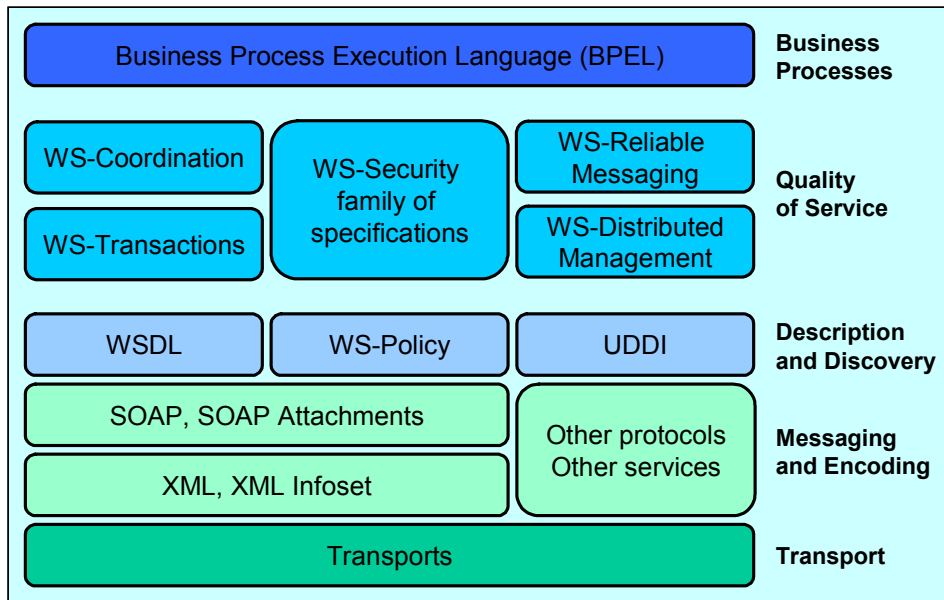 Business Process Execution Language (BPEL)
Business
Processes
WS-Coordination
WS-Transactions
WS-Security
family of
specifications
WS-Reliable
Messaging
WS-Distributed
Management
Quality
of Service
WSDL
WS-Policy
UDDI
Description
and Discovery
SOAP, SOAP Attachments
XML, XML Infoset
Other protocols
Other services
Messaging
and Encoding
Transports
Transport